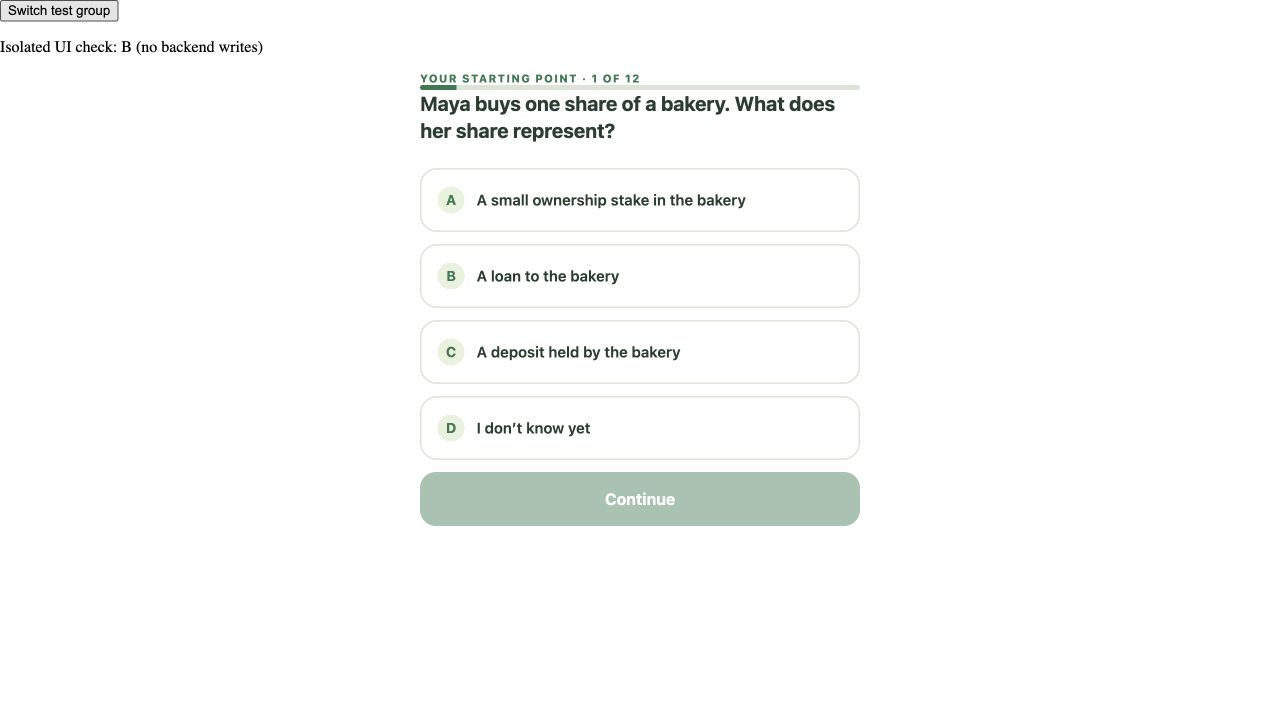 Switch test group
Isolated UI check: B (no backend writes)
YOUR STARTING POINT · 1 OF 12
Maya buys one share of a bakery. What does
her share represent?
A A small ownership stake in the bakery
B A loan to the bakery
C A deposit held by the bakery
D I don’t know yet
Continue